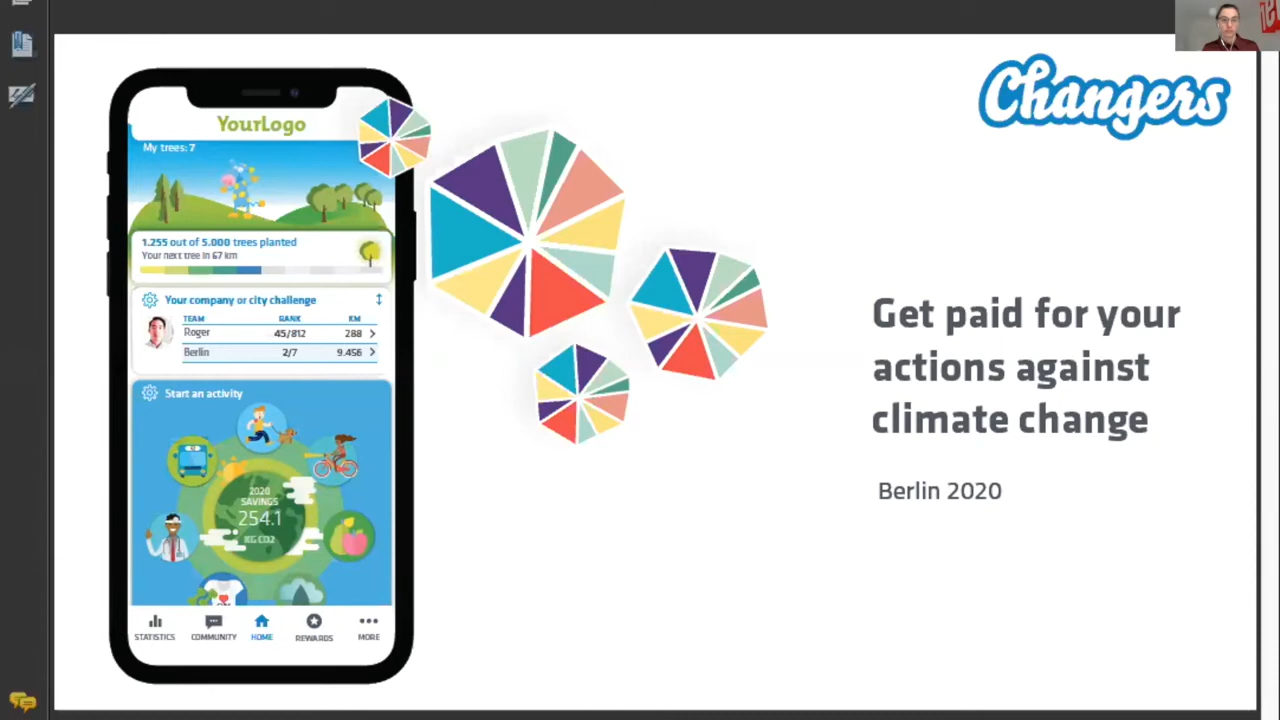 Changers
YourLogo
My trees: 7
1.255 out of 5.000 trees planted
Your next tree in 67 km
Your company or city challenge
TEAM RANK KM
Roger 45/812 288
Berlin 2/7 9.456
Start an activity
2020
SAVINGS
254.1
KG CO2
STATISTICS COMMUNITY HOME REWARDS MORE
Get paid for your
actions against
climate change
Berlin 2020